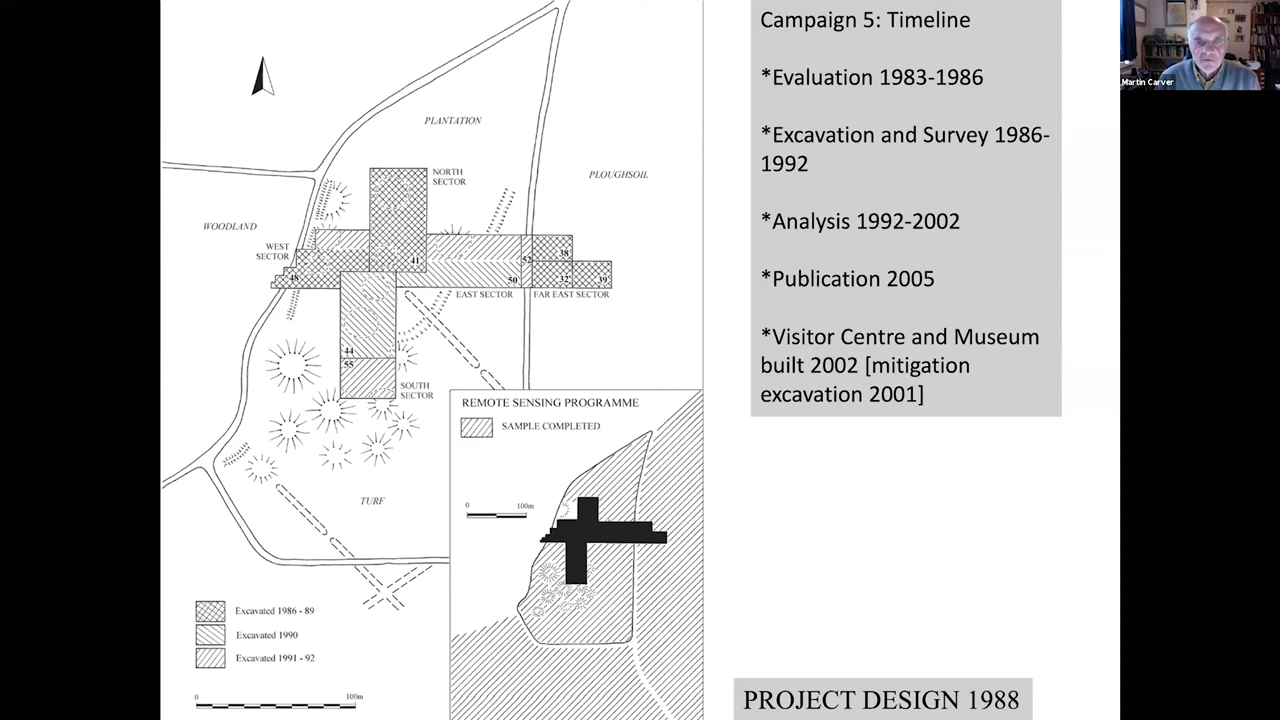 PLANTATION
PLOUGHSOIL
WOODLAND
NORTH
SECTOR
WEST
SECTOR
41
48
52
38
50
32
39
EAST SECTOR
FAR EAST SECTOR
44
55
SOUTH
SECTOR
TURF
REMOTE SENSING PROGRAMME
SAMPLE COMPLETED
0 100m
Excavated 1986 - 89
Excavated 1990
Excavated 1991 - 92
0 100m
Campaign 5: Timeline
*Evaluation 1983-1986
*Excavation and Survey 1986-
1992
*Analysis 1992-2002
*Publication 2005
*Visitor Centre and Museum
built 2002 [mitigation
excavation 2001]
PROJECT DESIGN 1988
Martin Carver